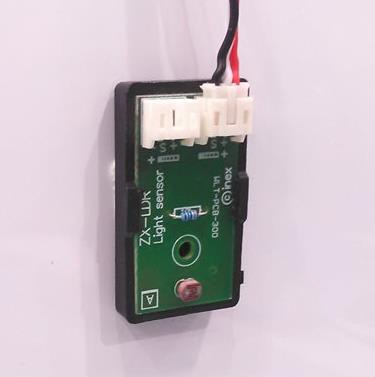 ZX-LDR
Light sensor
WLT-PCB-300
© inex
+ S
+ S
A